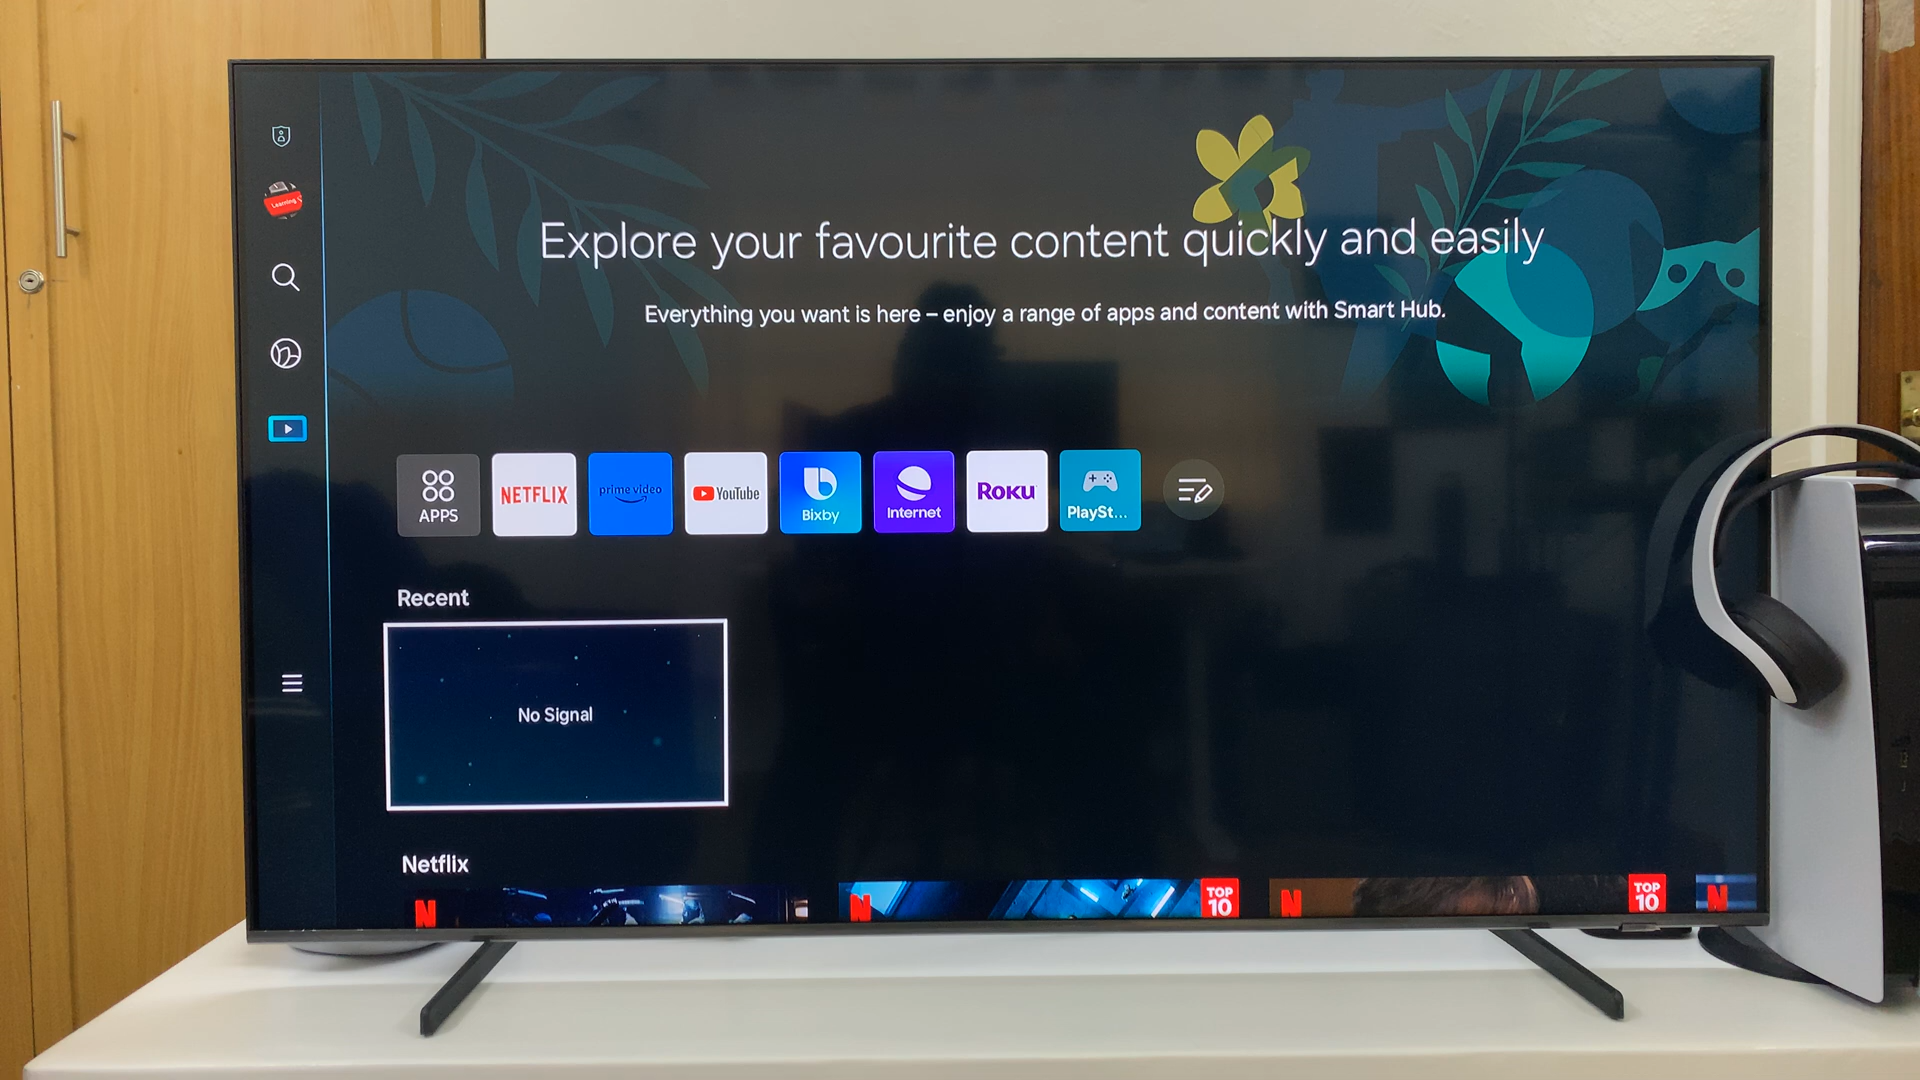 Learning
Explore your favourite content quickly and easily
Everything you want is here – enjoy a range of apps and content with Smart Hub.
APPS
NETFLIX
prime video
YouTube
Bixby
Internet
Roku
PlaySt...
Recent
No Signal
Netflix
N
N
TOP
10
N
TOP
10
N